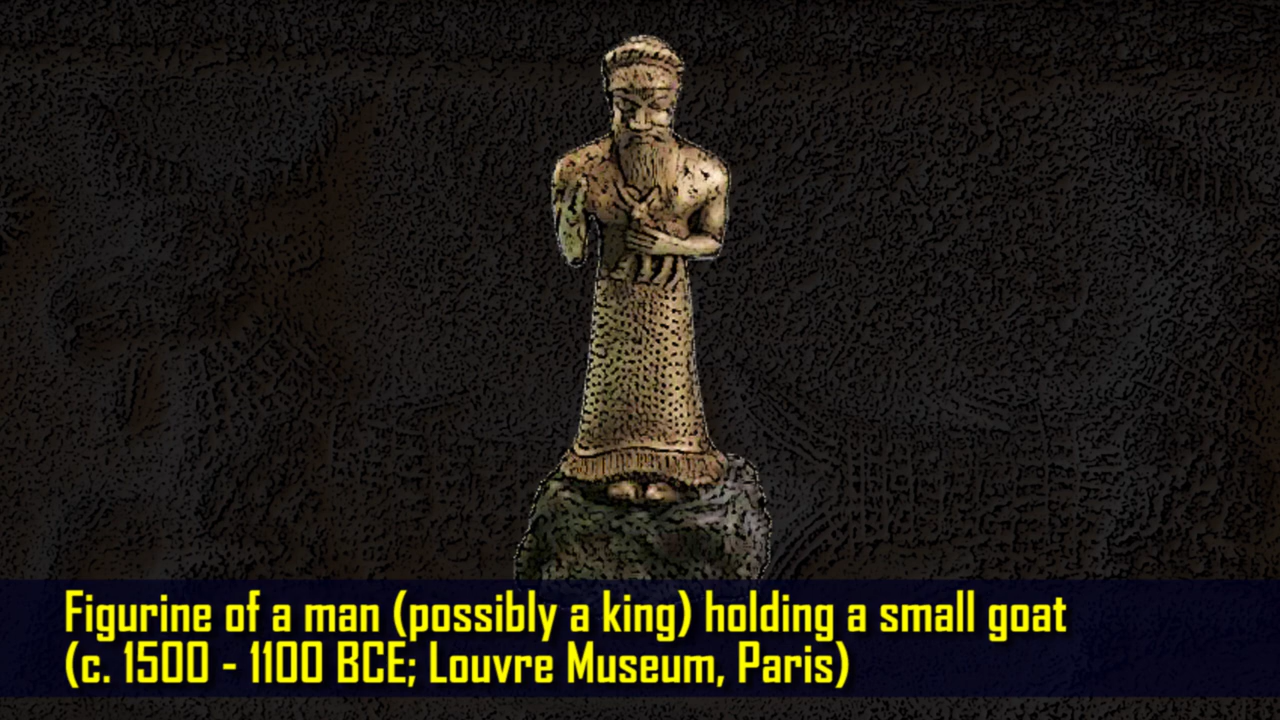 Figurine of a man (possibly a king) holding a small goat
(c. 1500 - 1100 BCE; Louvre Museum, Paris)